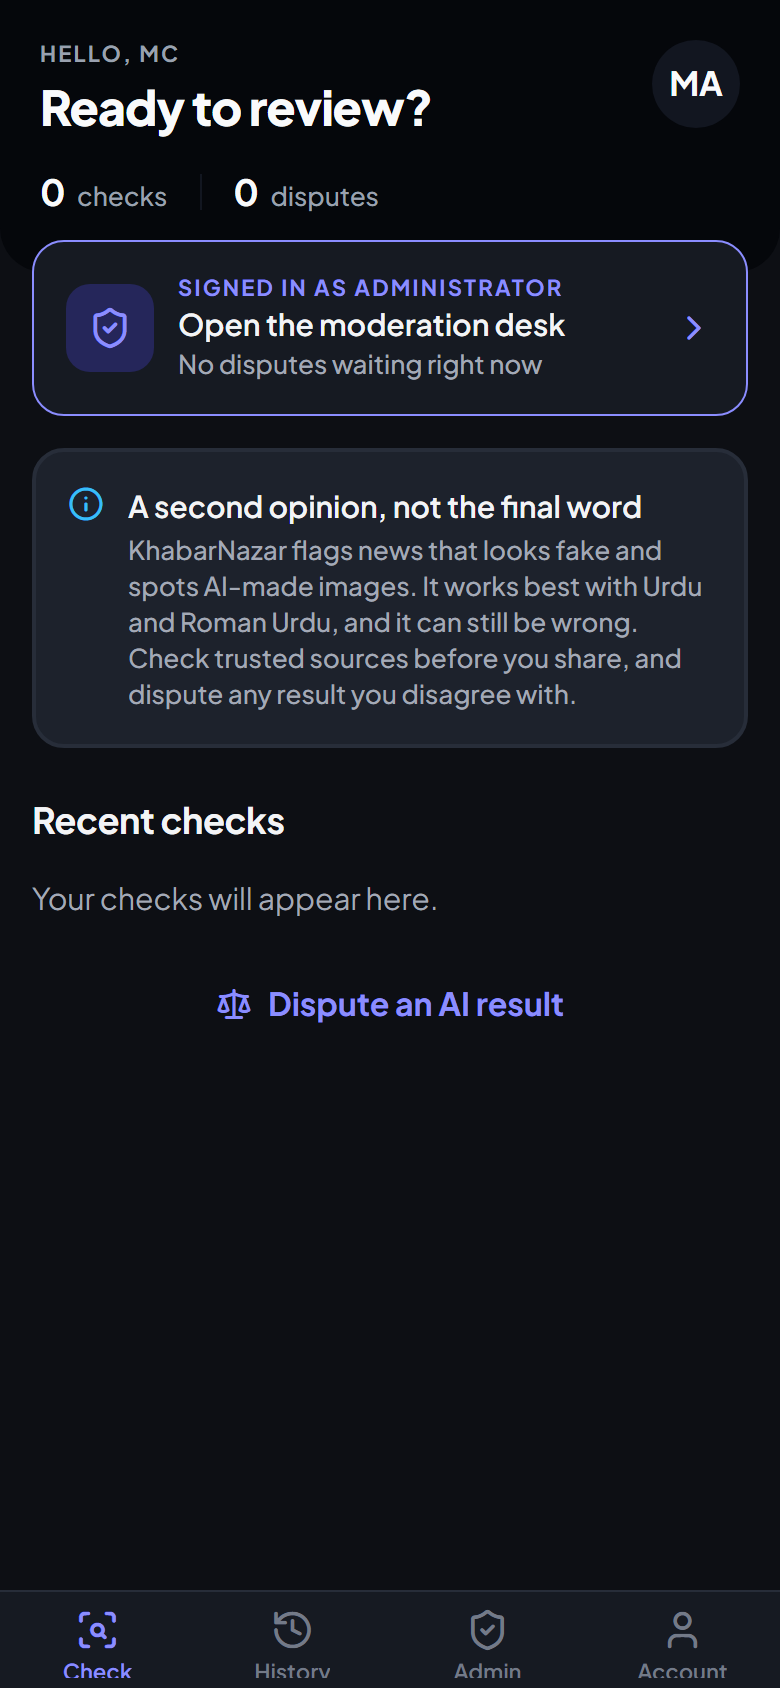 HELLO, MC
MA
Ready to review?
0 checks
0 disputes
SIGNED IN AS ADMINISTRATOR
Open the moderation desk
No disputes waiting right now
A second opinion, not the final word
KhabarNazar flags news that looks fake and
spots AI-made images. It works best with Urdu
and Roman Urdu, and it can still be wrong.
Check trusted sources before you share, and
dispute any result you disagree with.
Recent checks
Your checks will appear here.
Dispute an AI result
Check
History
Admin
Account